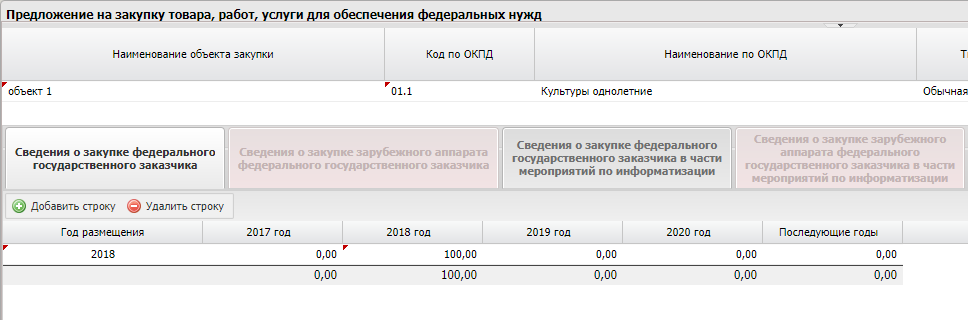 Предложение на закупку товара, работ, услуги для обеспечения федеральных нужд
Наименование объекта закупки Код по ОКПД Наименование по ОКПД
объект 1 01.1 Культуры однолетние Обычная
Сведения о закупке федерального
государственного заказчика
Сведения о закупке зарубежного аппарата
федерального государственного заказчика
Сведения о закупке федерального
государственного заказчика в части
мероприятий по информатизации
Сведения о закупке зарубежного
аппарата федерального
государственного заказчика в части
мероприятий по информатизации
Добавить строку Удалить строку
Год размещения 2017 год 2018 год 2019 год 2020 год Последующие годы
2018 0,00 100,00 0,00 0,00 0,00
0,00 100,00 0,00 0,00 0,00